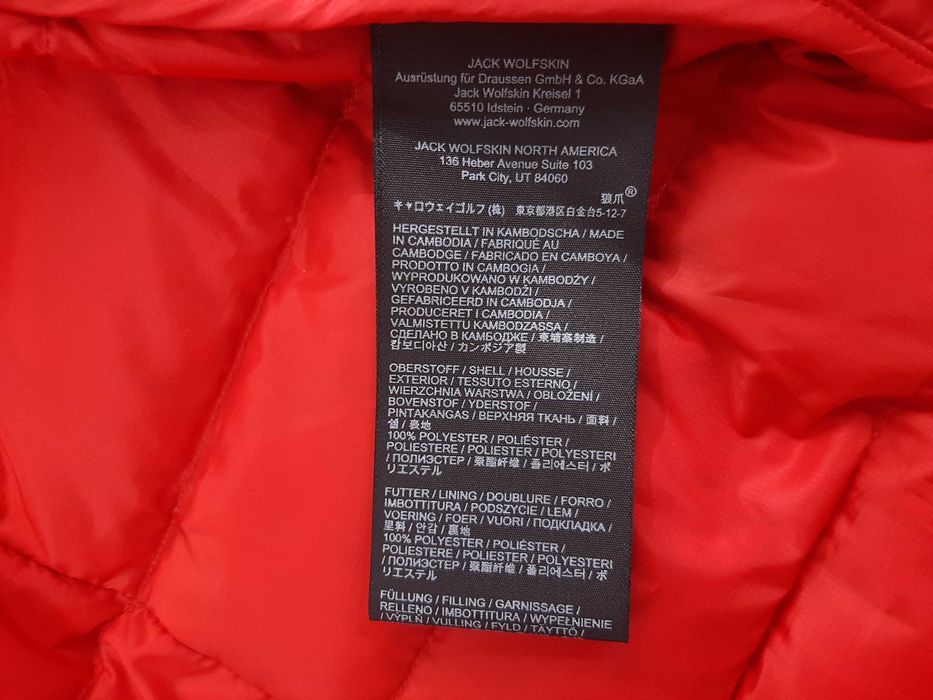 JACK WOLFSKIN
Ausrüstung für Draussen GmbH & Co. KGaA
Jack Wolfskin Kreisel 1
65510 Idstein · Germany
www.jack-wolfskin.com
JACK WOLFSKIN NORTH AMERICA
136 Heber Avenue Suite 103
Park City, UT 84060
狼爪®
キャロウェイゴルフ(株) 東京都港区白金台5-12-7
HERGESTELLT IN KAMBODSCHA / MADE
IN CAMBODIA / FABRIQUÉ AU
CAMBODGE / FABRICADO EN CAMBOYA /
PRODOTTO IN CAMBOGIA /
WYPRODUKOWANO W KAMBODŻY /
VYROBENO V KAMBODŽI /
GEFABRICEERD IN CAMBODJA /
PRODUCERET I CAMBODIA /
VALMISTETTU KAMBODZASSA /
СДЕЛАНО В КАМБОДЖЕ / 柬埔寨制造 /
캄보디아산 / カンボジア製
OBERSTOFF / SHELL / HOUSSE /
EXTERIOR / TESSUTO ESTERNO /
WIERZCHNIA WARSTWA / OBLOŽENÍ /
BOVENSTOF / YDERSTOF /
PINTAKANGAS / ВЕРХНЯЯ ТКАНЬ / 面料 /
쉘 / 表地
100% POLYESTER / POLIÉSTER /
POLIESTERE / POLIESTER / POLYESTERI
/ ПОЛИЭСТЕР / 聚酯纤维 / 폴리에스터 / ポ
リエステル
FUTTER / LINING / DOUBLURE / FORRO /
IMBOTTITURA / PODSZYCIE / LEM /
VOERING / FOER / VUORI / ПОДКЛАДКА /
里料 / 안감 / 裏地
100% POLYESTER / POLIÉSTER /
POLIESTERE / POLIESTER / POLYESTERI
/ ПОЛИЭСТЕР / 聚酯纤维 / 폴리에스터 / ポ
リエステル
FÜLLUNG / FILLING / GARNISSAGE /
RELLENO / IMBOTTITURA / WYPEŁNIENIE
/ VÝPLŇ / VULLING / FYLD / TÄYTTÖ /